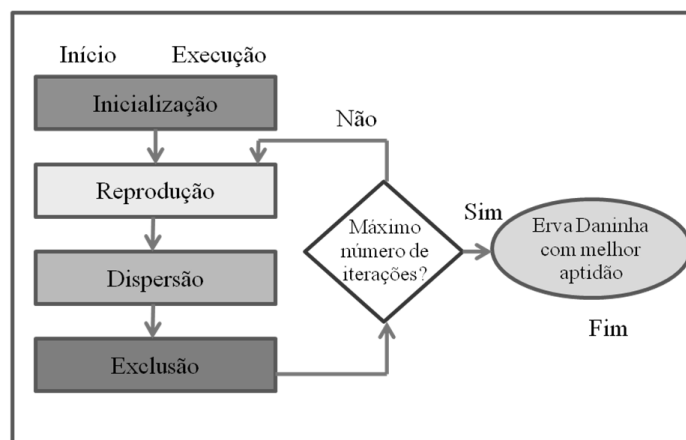 Início Execução
Inicialização
Não
Reprodução
Máximo
número de
iterações?
Sim
Erva Daninha
com melhor
aptidão
Dispersão
Fim
Exclusão